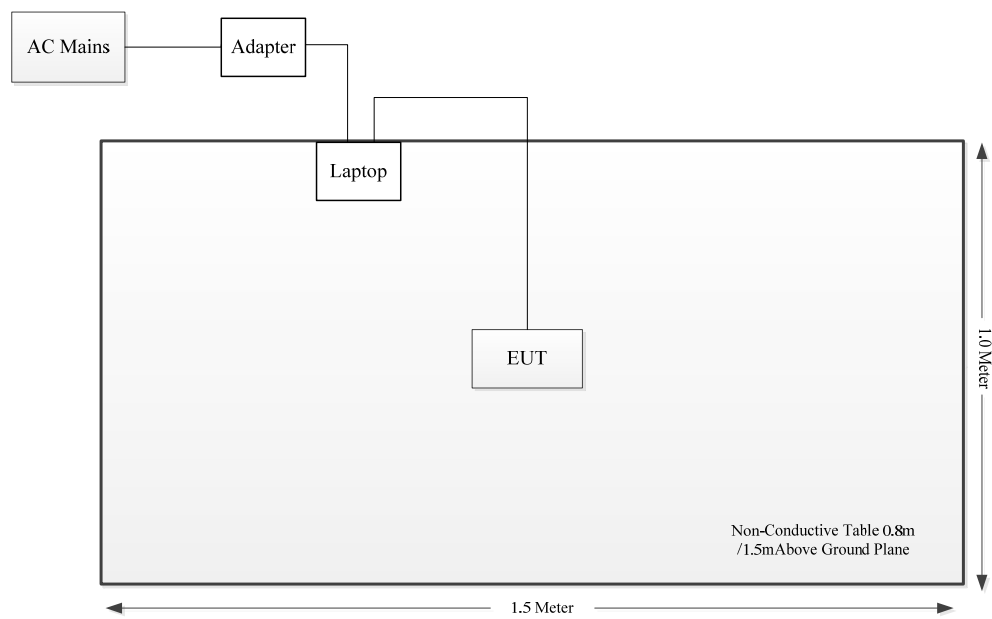 AC Mains
Adapter
Laptop
EUT
1.0 Meter
Non-Conductive Table 0.8m
/1.5mAbove Ground Plane
1.5 Meter